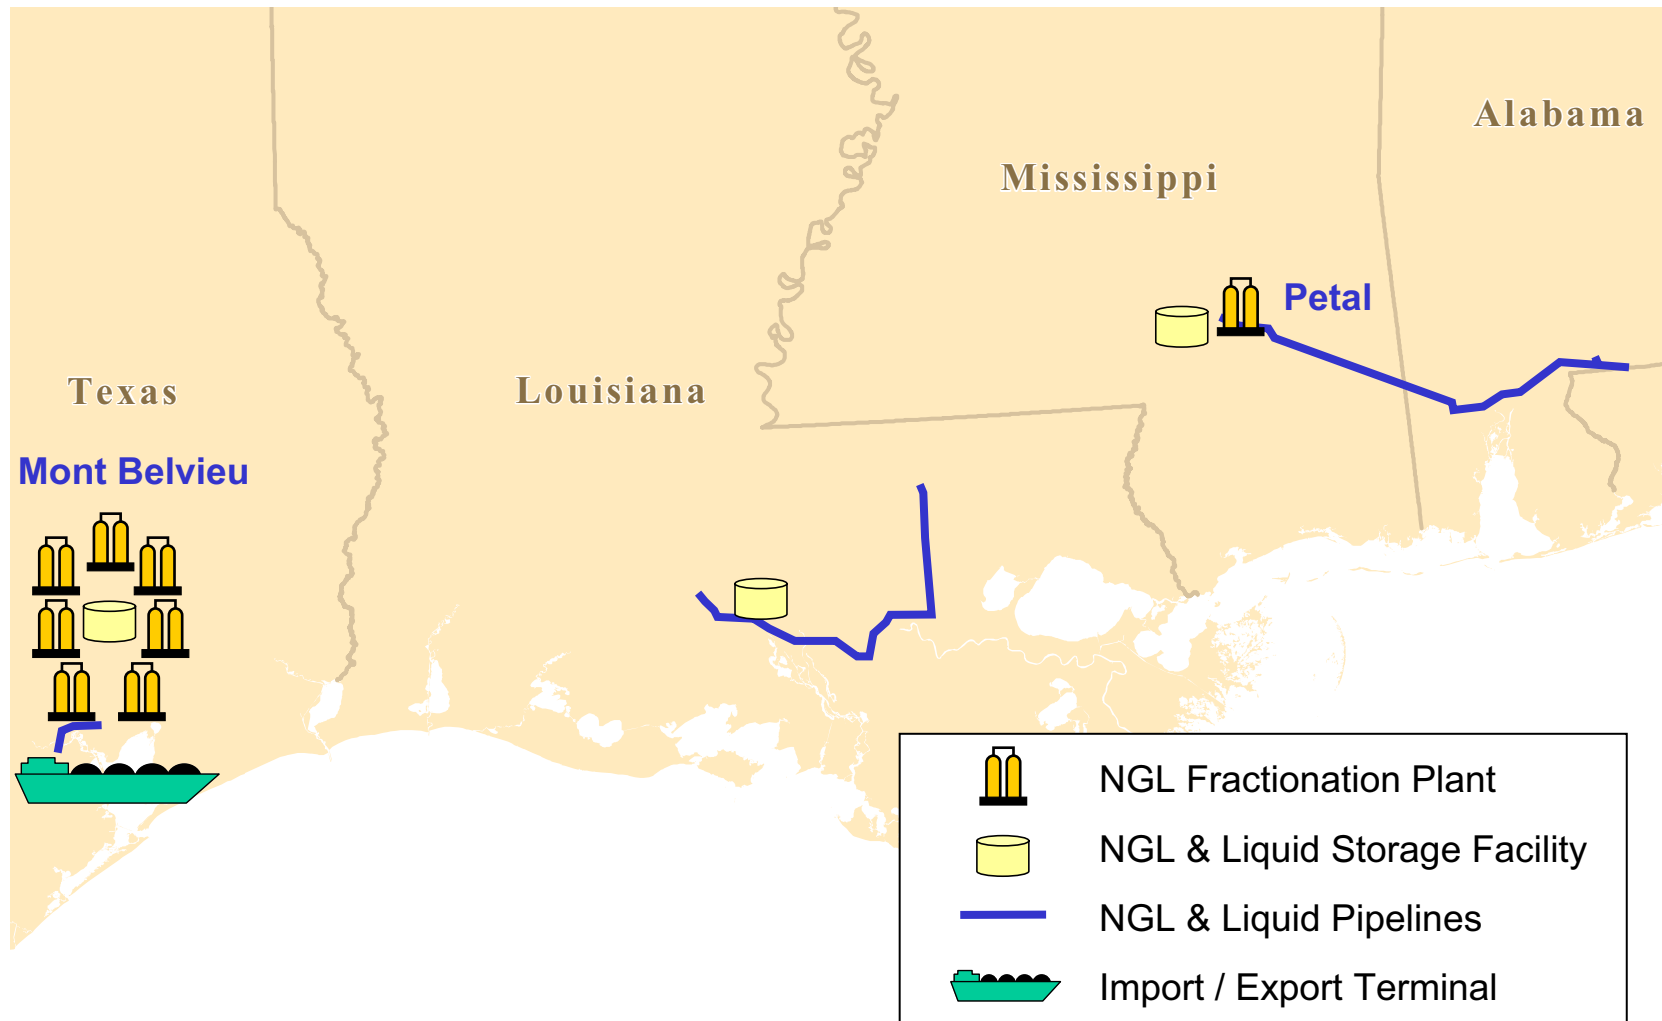 Alabama
Mississippi
Petal
Texas
Louisiana
Mont Belvieu
NGL Fractionation Plant
NGL & Liquid Storage Facility
NGL & Liquid Pipelines
Import / Export Terminal